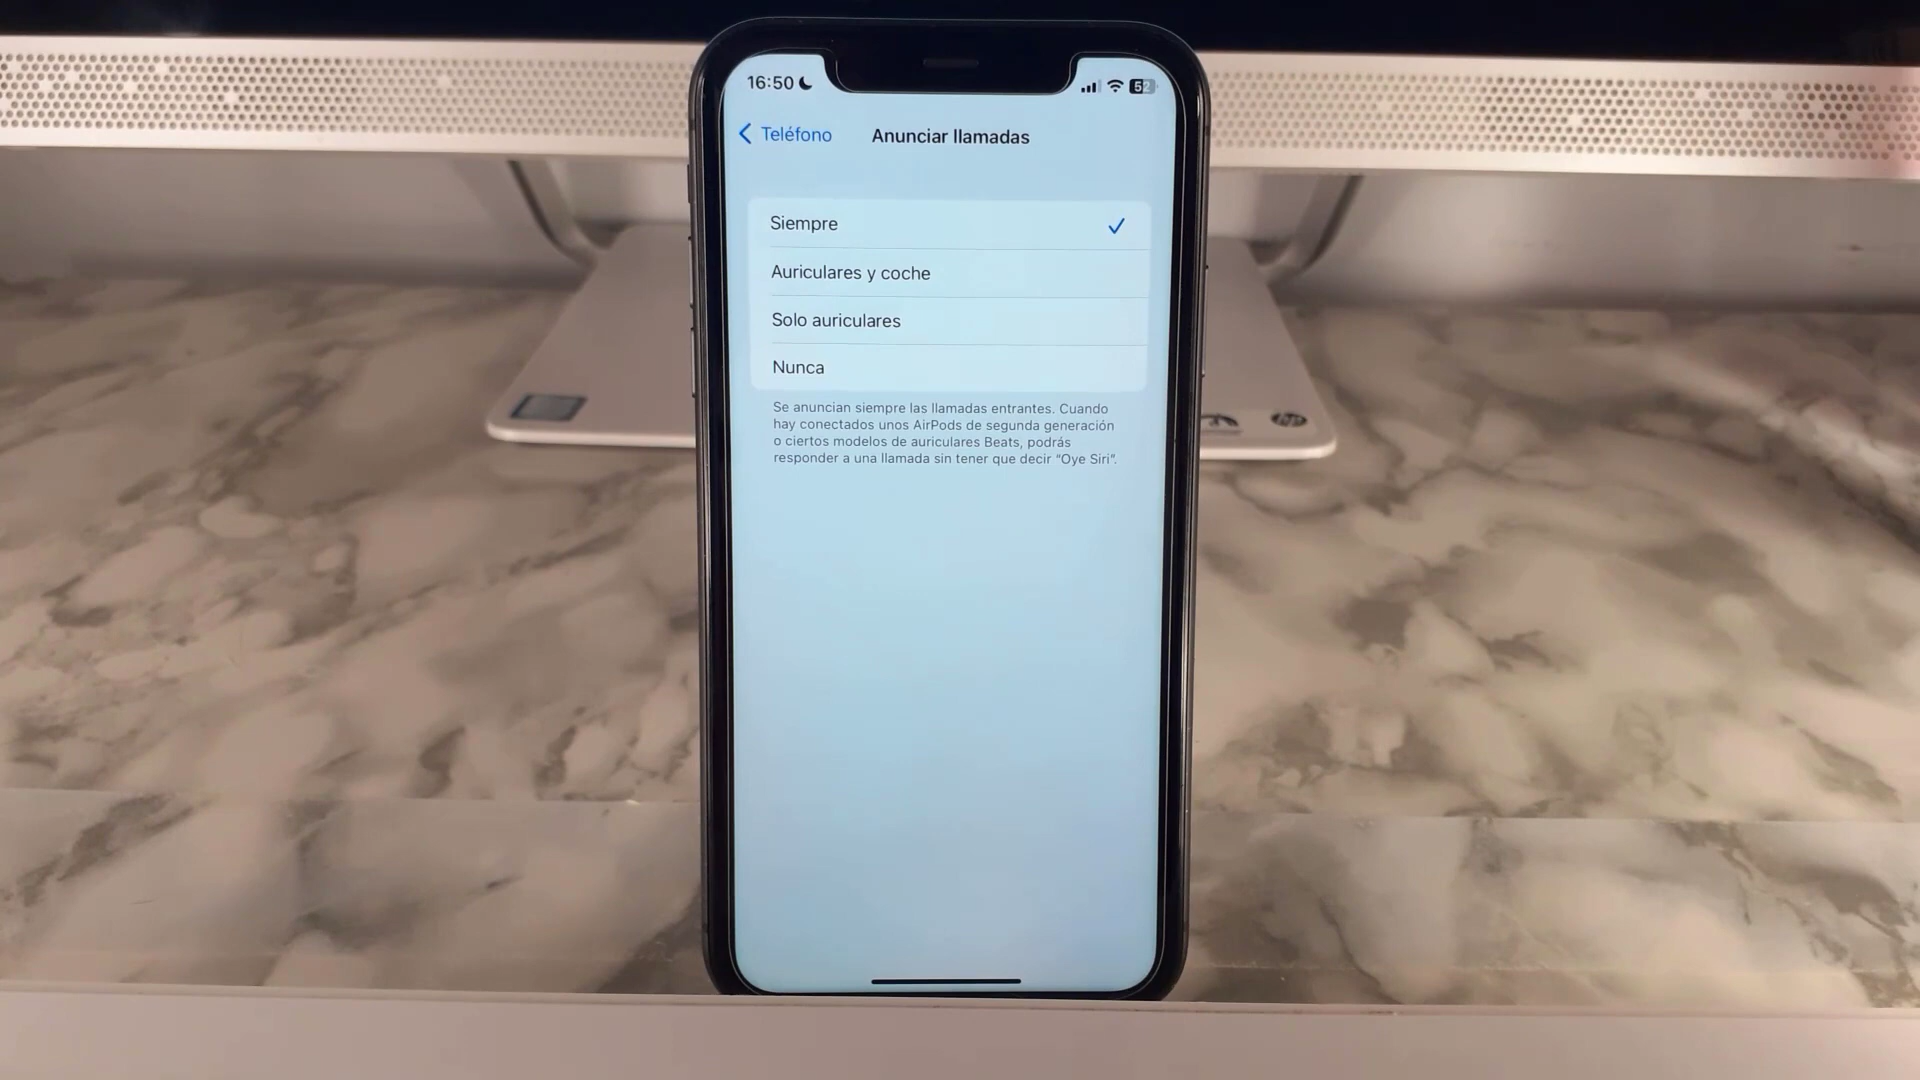 16:50
52
Teléfono
Anunciar llamadas
Siempre
Auriculares y coche
Solo auriculares
Nunca
Se anuncian siempre las llamadas entrantes. Cuando
hay conectados unos AirPods de segunda generación
o ciertos modelos de auriculares Beats, podrás
responder a una llamada sin tener que decir “Oye Siri”.
hp